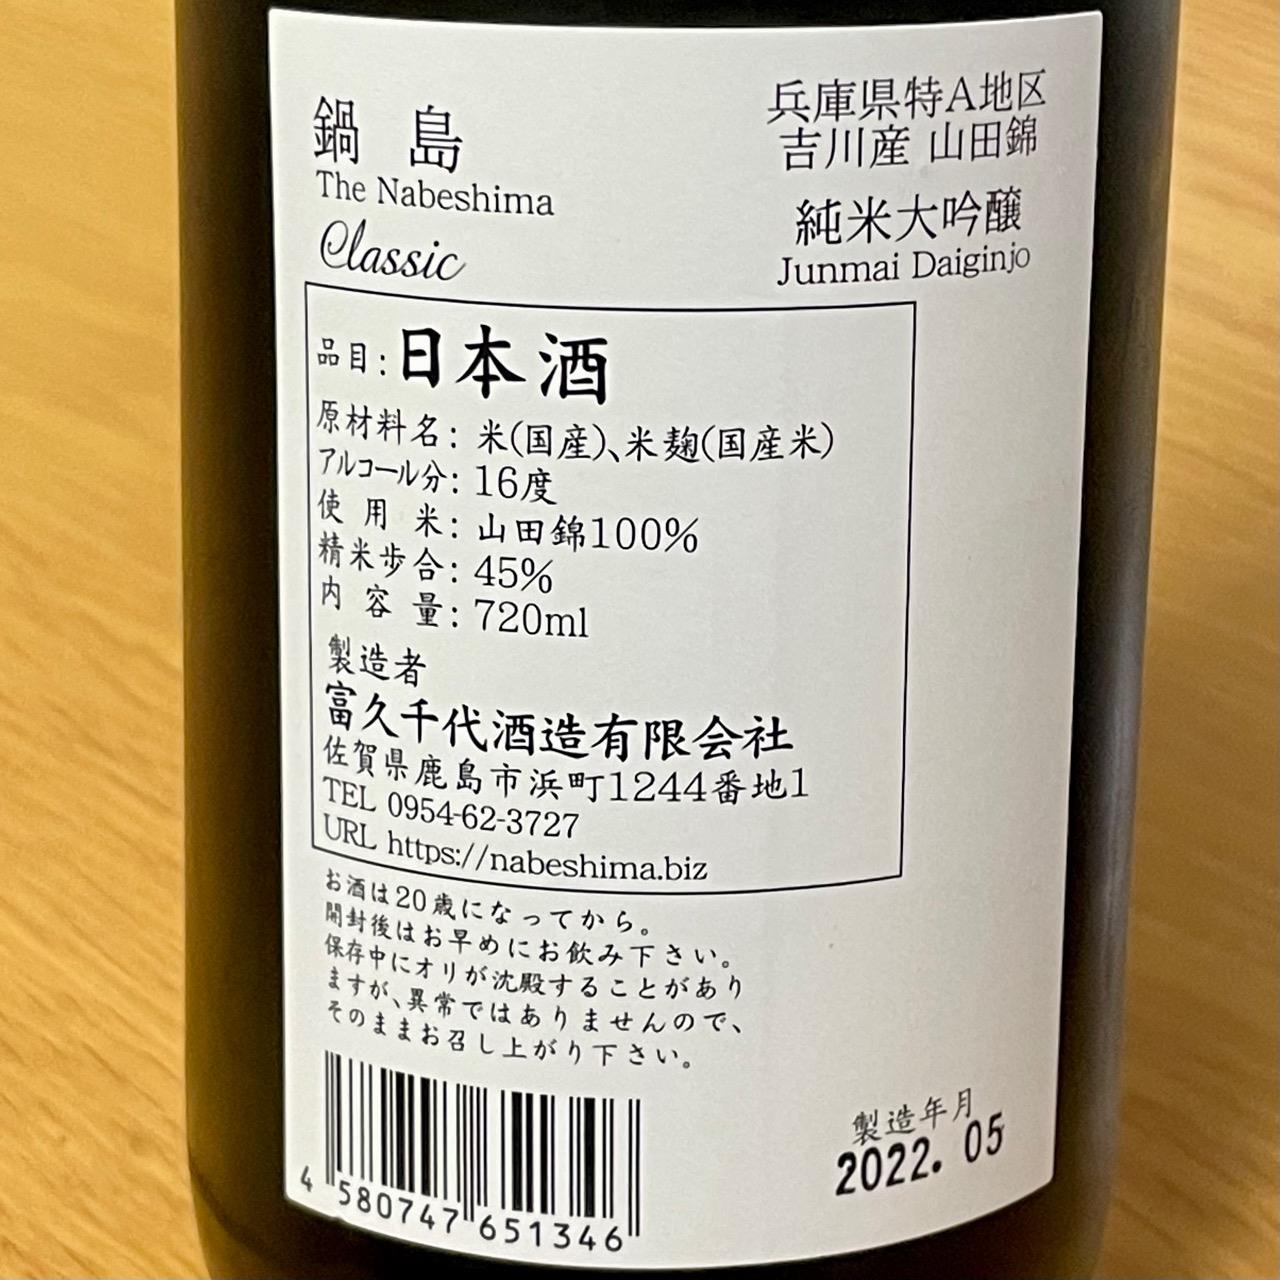 鍋島
The Nabeshima
Classic
兵庫県特A地区
吉川産 山田錦
純米大吟醸
Junmai Daiginjo
品目:日本酒
原材料名:米(国産)、米麹(国産米)
アルコール分:16度
使用米:山田錦100%
精米歩合:45%
内容量:720ml
製造者
富久千代酒造有限会社
佐賀県鹿島市浜町1244番地1
TEL 0954-62-3727
URL https://nabeshima.biz
お酒は20歳になってから。
開封後はお早めにお飲み下さい。
保存中にオリが沈殿することがあり
ますが、異常ではありませんので、
そのままお召し上がり下さい。
4 580747 651346
製造年月
2022.05